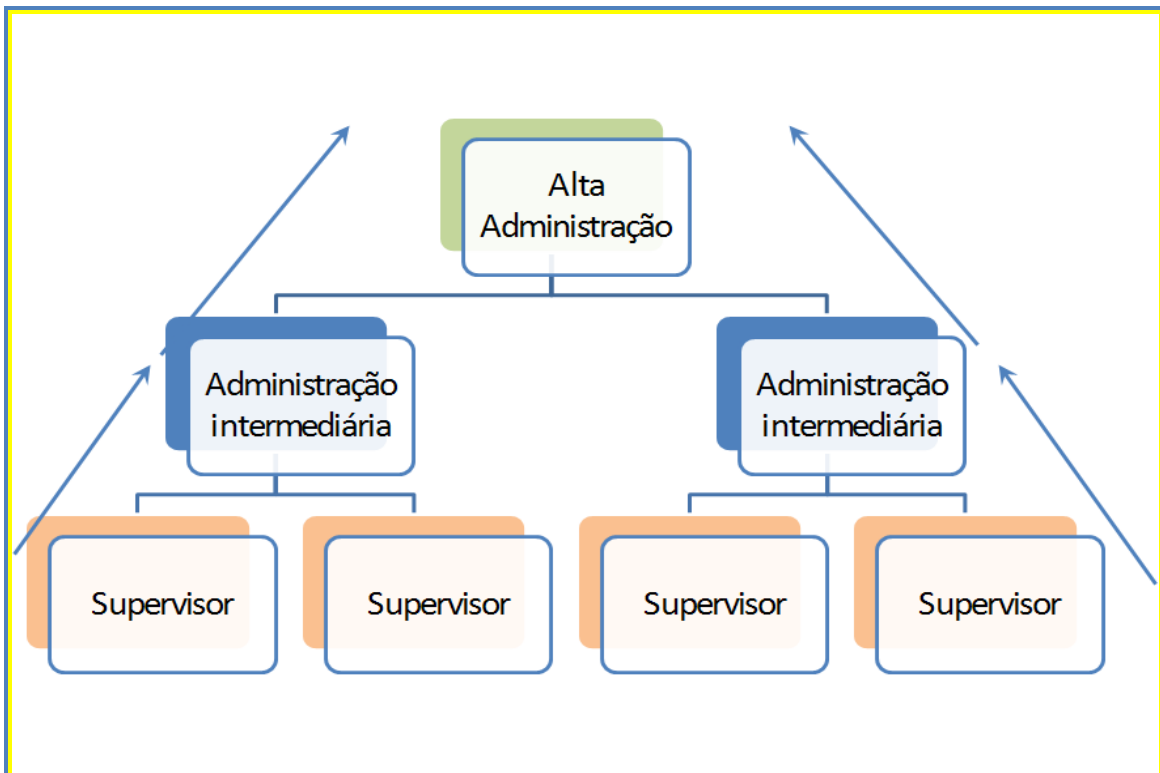 Alta
Administração
Administração
intermediária
Administração
intermediária
Supervisor
Supervisor
Supervisor
Supervisor